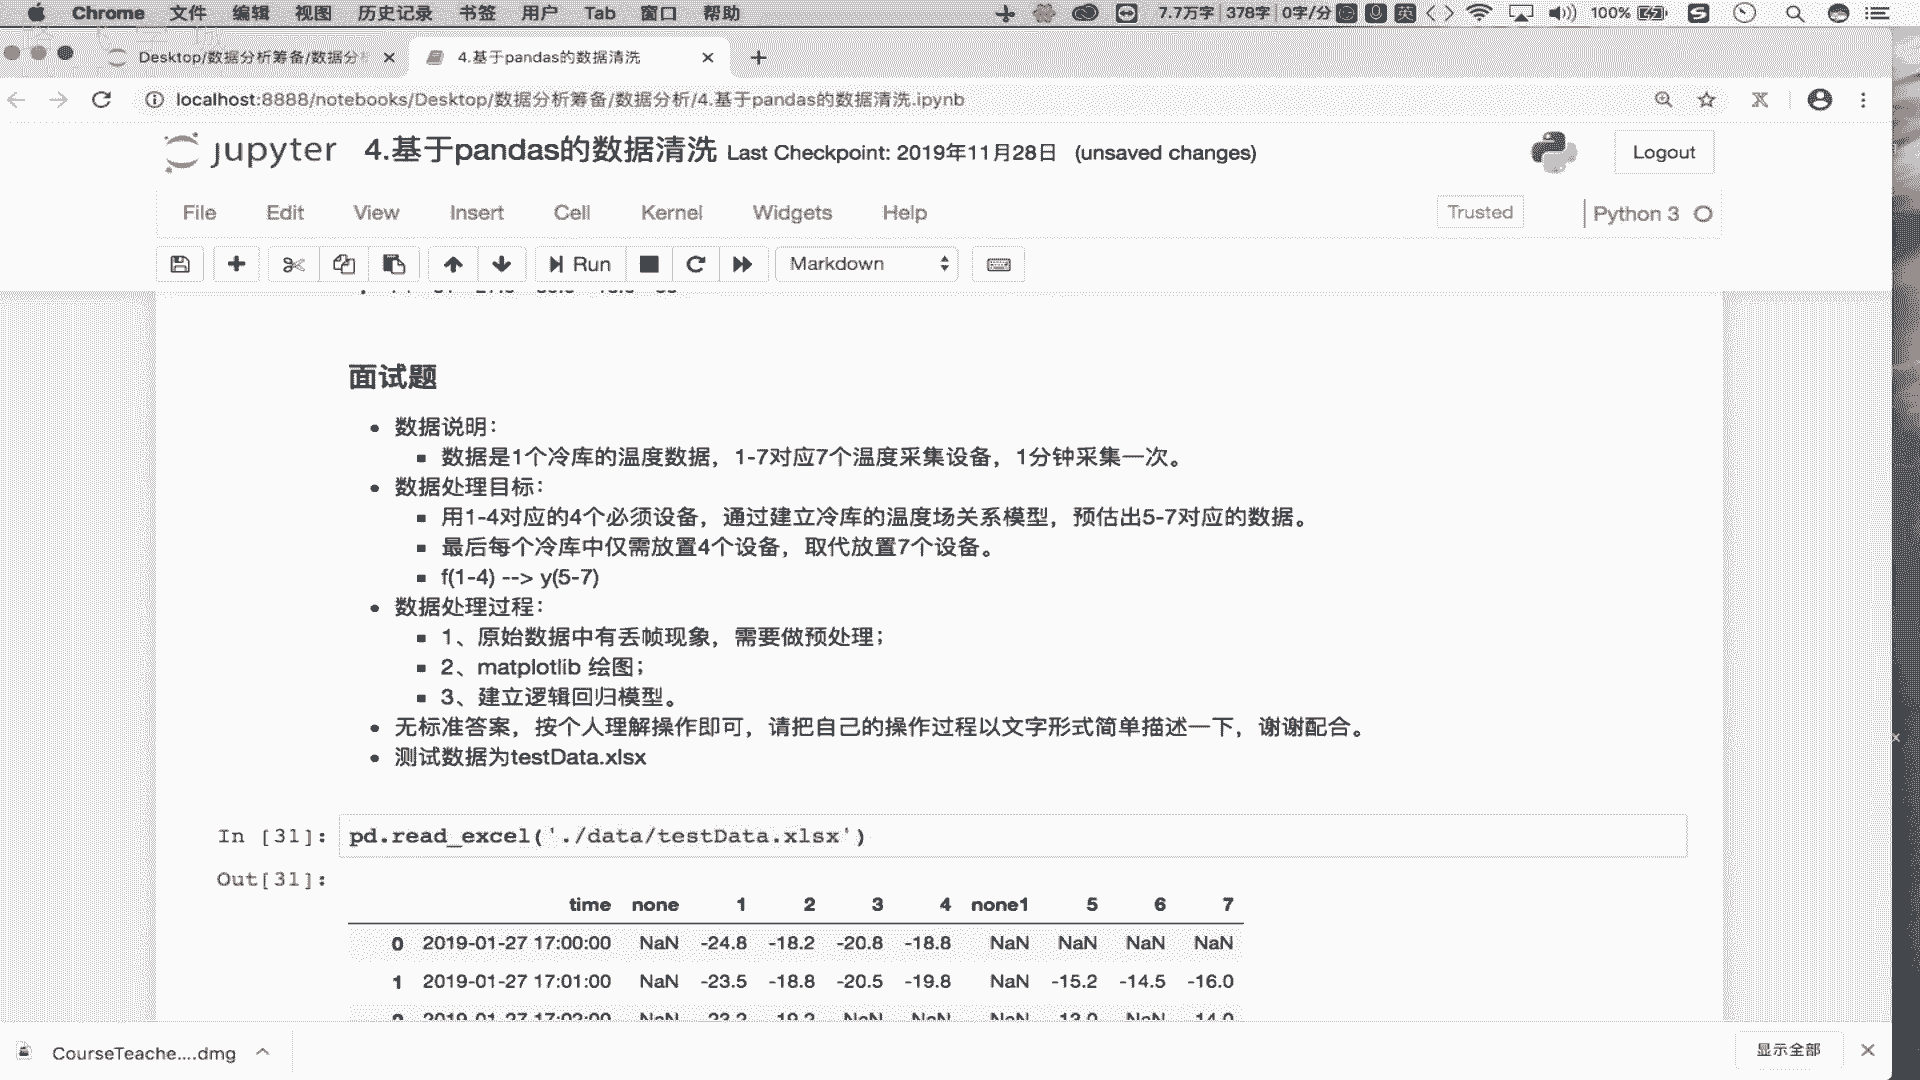 Chrome 文件 编辑 视图 历史记录 书签 用户 Tab 窗口 帮助 7.7万字 378字 0字/分 英 100%
Desktop/数据分析筹备/数据分 4.基于pandas的数据清洗
localhost:8888/notebooks/Desktop/数据分析筹备/数据分析/4.基于pandas的数据清洗.ipynb
jupyter 4.基于pandas的数据清洗 Last Checkpoint: 2019年11月28日 (unsaved changes) Logout
File Edit View Insert Cell Kernel Widgets Help Trusted Python 3
Run Markdown
面试题
数据说明：
数据是1个冷库的温度数据，1-7对应7个温度采集设备，1分钟采集一次。
数据处理目标：
用1-4对应的4个必须设备，通过建立冷库的温度场关系模型，预估出5-7对应的数据。
最后每个冷库中仅需放置4个设备，取代放置7个设备。
f(1-4) --> y(5-7)
数据处理过程：
1、原始数据中有丢帧现象，需要做预处理；
2、matplotlib 绘图；
3、建立逻辑回归模型。
无标准答案，按个人理解操作即可，请把自己的操作过程以文字形式简单描述一下，谢谢配合。
测试数据为testData.xlsx
In [31]: pd.read_excel('./data/testData.xlsx')
Out[31]:
time none 1 2 3 4 none1 5 6 7
0 2019-01-27 17:00:00 NaN -24.8 -18.2 -20.8 -18.8 NaN NaN NaN NaN
1 2019-01-27 17:01:00 NaN -23.5 -18.8 -20.5 -19.8 NaN -15.2 -14.5 -16.0
CourseTeache....dmg 显示全部